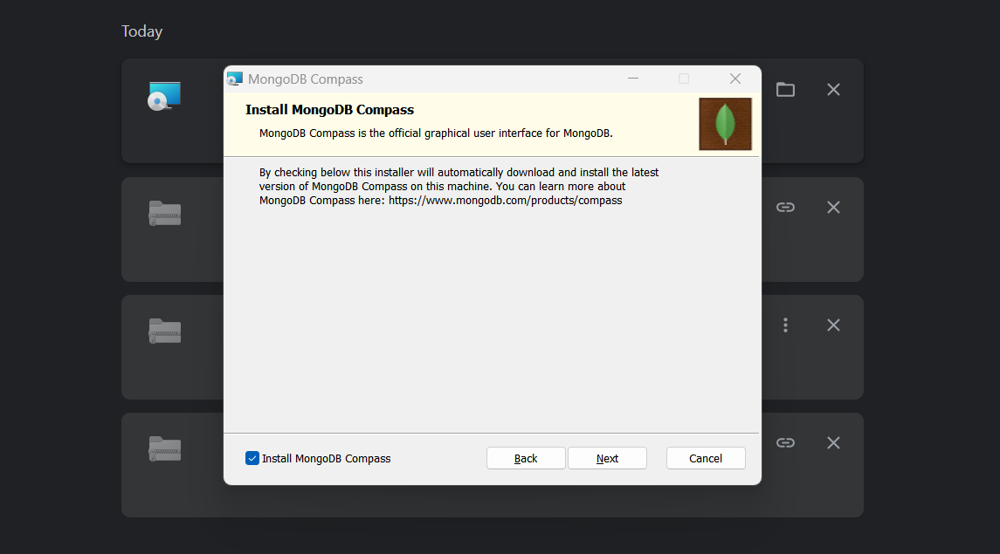 Today
MongoDB Compass
Install MongoDB Compass
MongoDB Compass is the official graphical user interface for MongoDB.
By checking below this installer will automatically download and install the latest
version of MongoDB Compass on this machine. You can learn more about
MongoDB Compass here: https://www.mongodb.com/products/compass
Install MongoDB Compass
Back
Next
Cancel